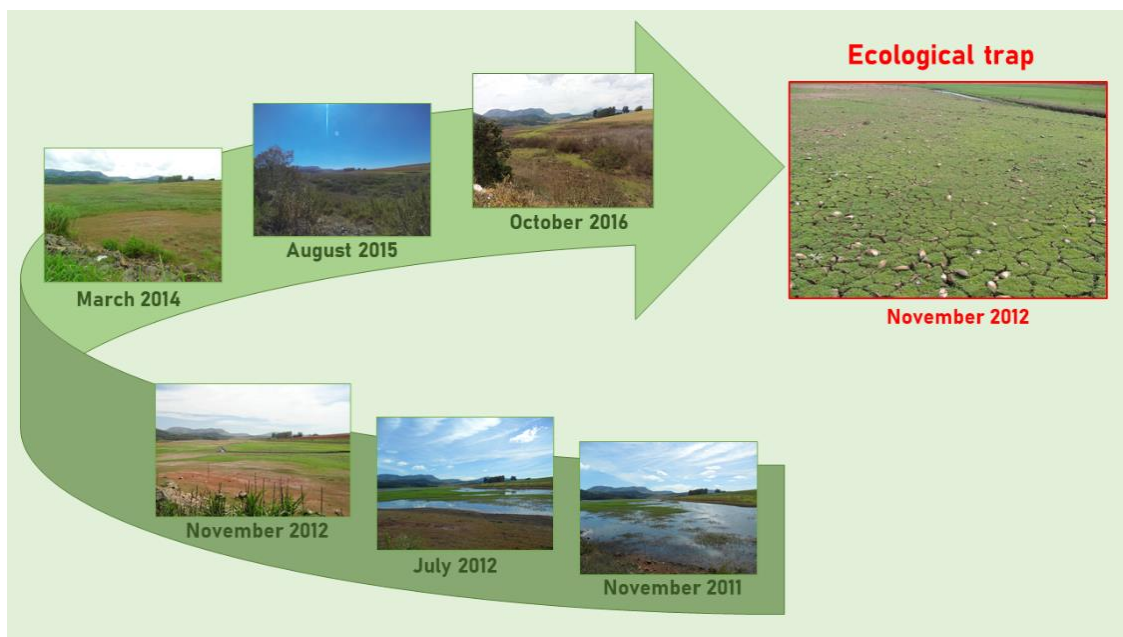 Ecological trap
October 2016
August 2015
March 2014
November 2012
November 2012
July 2012
November 2011